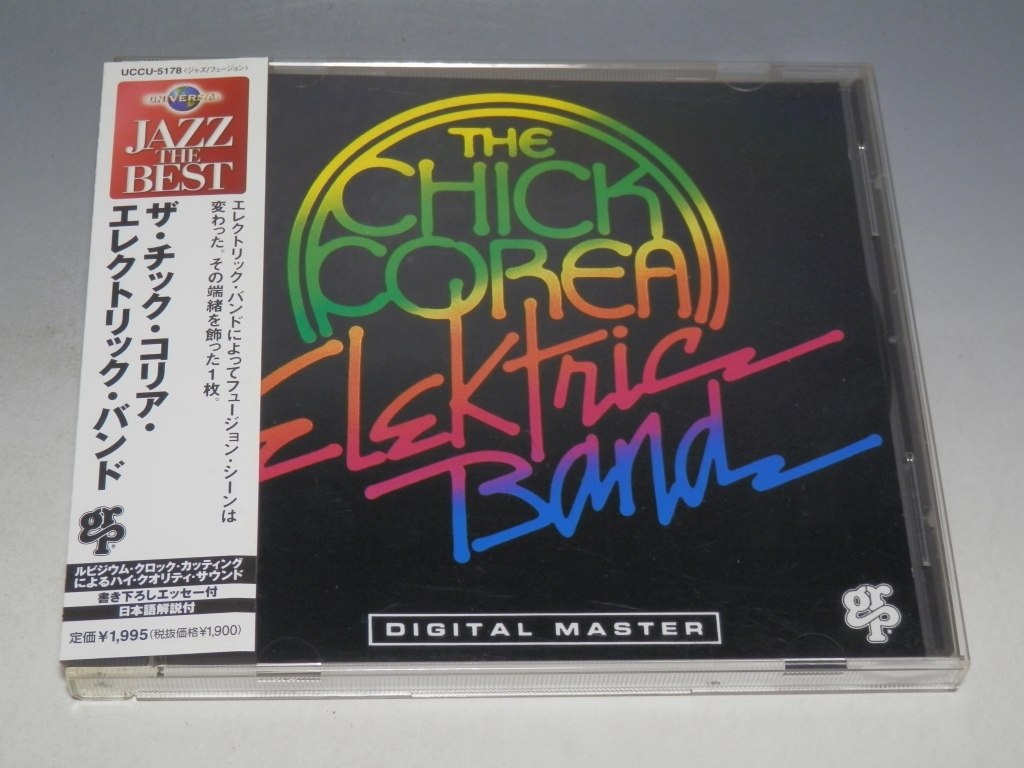 UCCU-5178〈ジャズ/フュージョン〉
UNIVERSAL
JAZZ
THE
BEST
エレクトリック・バンドによってフュージョン・シーンは
変わった。その端緒を飾った1枚。
ザ・チック・コリア・
エレクトリック・バンド
grp
ルビジウム・クロック・カッティング
によるハイ・クオリティ・サウンド
書き下ろしエッセー付
日本語解説付
定価¥1,995(税抜価格¥1,900)
THE
CHICK
COREA
Elektric
Band
DIGITAL MASTER
grp